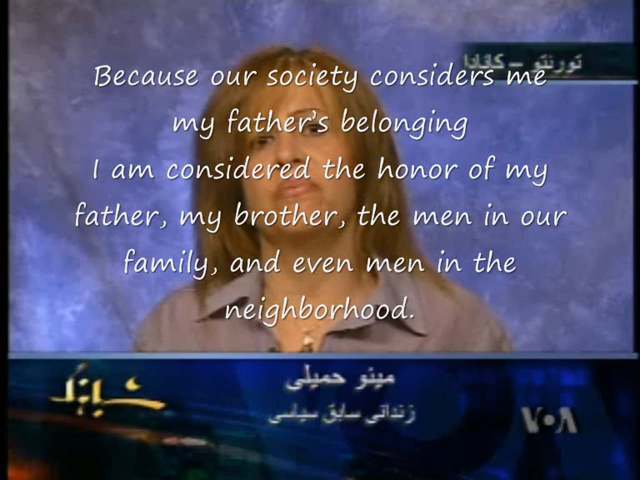 تورنتو – کانادا
Because our society considers me
my father's belonging
I am considered the honor of my
father, my brother, the men in our
family, and even men in the
neighborhood.
مینو حمیلی
زندانی سابق سیاسی
شباهنگ
VOA